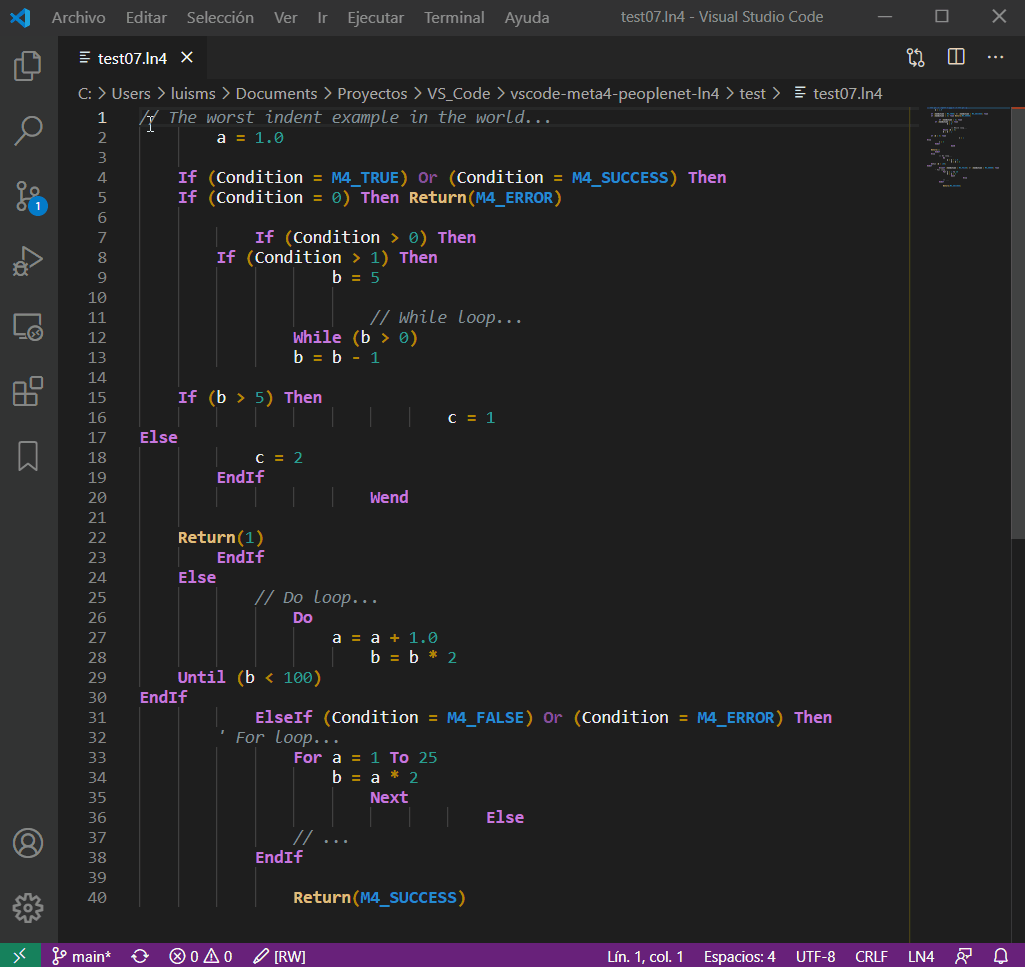 Archivo Editar Selección Ver Ir Ejecutar Terminal Ayuda test07.ln4 - Visual Studio Code
test07.ln4
C: > Users > luisms > Documents > Proyectos > VS_Code > vscode-meta4-peoplenet-ln4 > test > test07.ln4
1 // The worst indent example in the world...
2 a = 1.0
3
4 If (Condition = M4_TRUE) Or (Condition = M4_SUCCESS) Then
5 If (Condition = 0) Then Return(M4_ERROR)
6
7 If (Condition > 0) Then
8 If (Condition > 1) Then
9 b = 5
10
11 // While loop...
12 While (b > 0)
13 b = b - 1
14
15 If (b > 5) Then
16 c = 1
17 Else
18 c = 2
19 EndIf
20 Wend
21
22 Return(1)
23 EndIf
24 Else
25 // Do loop...
26 Do
27 a = a + 1.0
28 b = b * 2
29 Until (b < 100)
30 EndIf
31 ElseIf (Condition = M4_FALSE) Or (Condition = M4_ERROR) Then
32 ' For loop...
33 For a = 1 To 25
34 b = a * 2
35 Next
36 Else
37 // ...
38 EndIf
39
40 Return(M4_SUCCESS)
1
main* 0 0 [RW] Lín. 1, col. 1 Espacios: 4 UTF-8 CRLF LN4